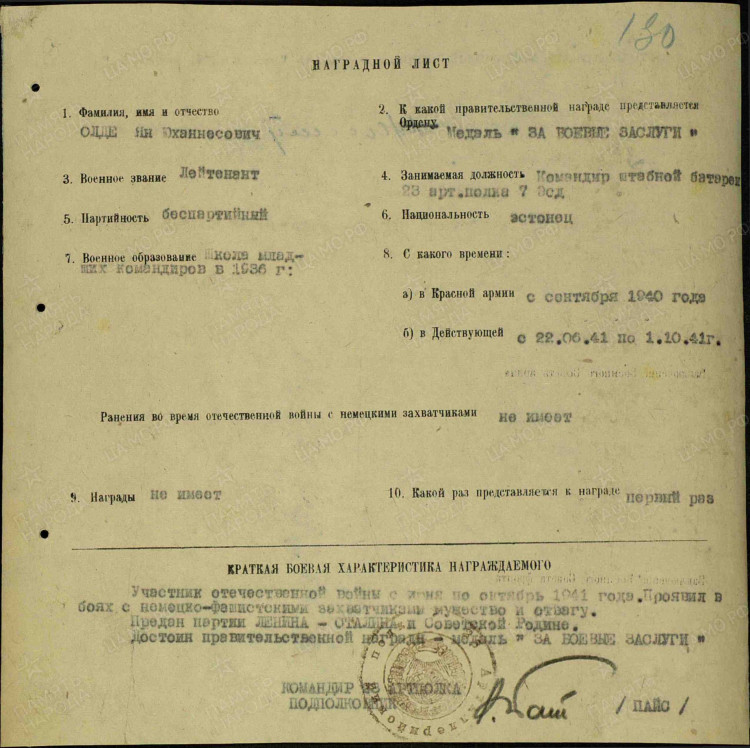 130
НАГРАДНОЙ ЛИСТ
1. Фамилия, имя и отчество
ОЛДЕ Ян Юханнесович
2. К какой правительственной награде представляется
Ордену, Медаль " ЗА БОЕВЫЕ ЗАСЛУГИ "
3. Военное звание Лейтенант
4. Занимаемая должность Командир штабной батареи
23 арт.полка 7 Эсд
5. Партийность беспартийный
6. Национальность эстонец
7. Военное образование Школа млад-
ших командиров в 1936 г:
8. С какого времени:
а) в Красной армии с сентября 1940 года
б) в Действующей с 22.06.41 по 1.10.41г.
Ранения во время отечественной войны с немецкими захватчиками не имеет
9. Награды не имеет
10. Какой раз представляется к награде первый раз
КРАТКАЯ БОЕВАЯ ХАРАКТЕРИСТИКА НАГРАЖДАЕМОГО
Участник отечественной войны с июня по октябрь 1941 года. Проявил в
боях с немецко-фашистскими захватчиками мужество и отвагу.
Предан партии ЛЕНИНА - СТАЛИНА и Советской Родине.
Достоин правительственной награды - медаль " ЗА БОЕВЫЕ ЗАСЛУГИ "
КОМАНДИР 23 АРТПОЛКА
ПОДПОЛКОВНИК / ПАЙС /